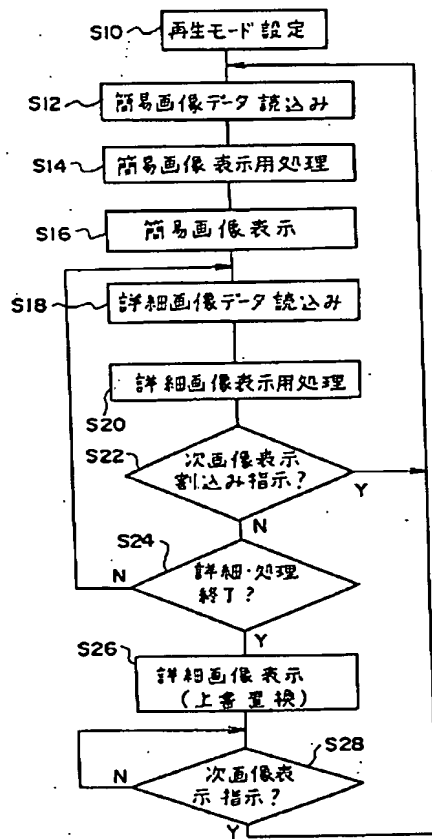 S10
再生モード設定
S12
簡易画像データ読込み
S14
簡易画像表示用処理
S16
簡易画像表示
S18
詳細画像データ読込み
詳細画像表示用処理
S20
S22
次画像表示
割込み指示?
Y
N
S24
詳細・処理
終了?
N
Y
S26
詳細画像表示
(上書置換)
S28
次画像表
示指示?
N
Y